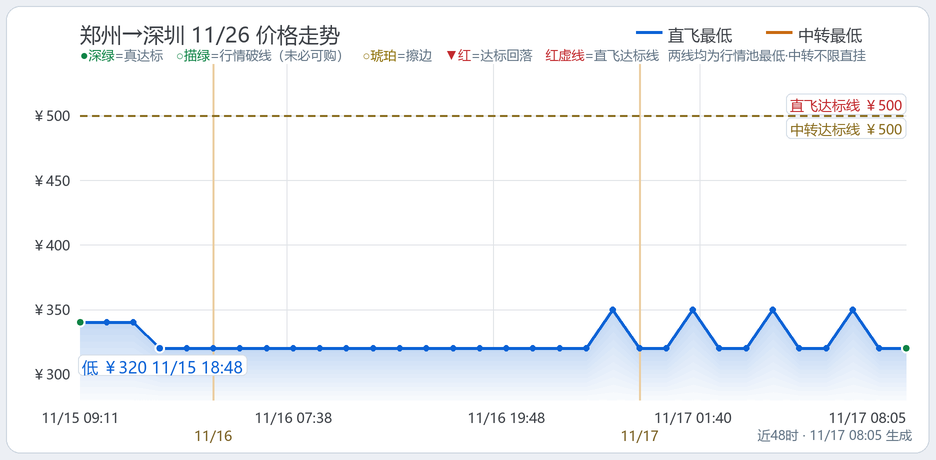 郑州→深圳 11/26 价格走势
直飞最低 中转最低
●深绿=真达标 ○描绿=行情破线（未必可购） ○琥珀=擦边 ▼红=达标回落 红虚线=直飞达标线 两线均为行情池最低·中转不限直挂
直飞达标线 ￥500
中转达标线 ￥500
￥500
￥450
￥400
￥350
￥300
低 ￥320 11/15 18:48
11/15 09:11 11/16 07:38 11/16 19:48 11/17 01:40 11/17 08:05
11/16 11/17
近48时 · 11/17 08:05 生成